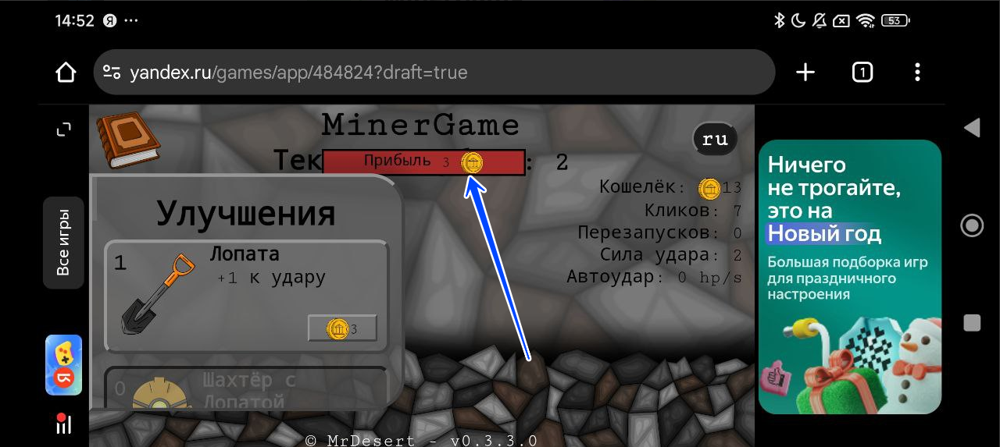 14:52 Я ...
53
yandex.ru/games/app/484824?draft=true
1
MinerGame
ru
Тек
Прибыль 3
: 2
Кошелёк: 13
Кликов: 7
Перезапусков: 0
Сила удара: 2
Автоудар: 0 hp/s
Улучшения
1
Лопата
+1 к удару
3
0
Шахтёр с
Лопатой
© MrDesert - v0.3.3.0
Все игры
Я
Ничего
не трогайте,
это на
Новый год
Большая подборка игр
для праздничного
настроения